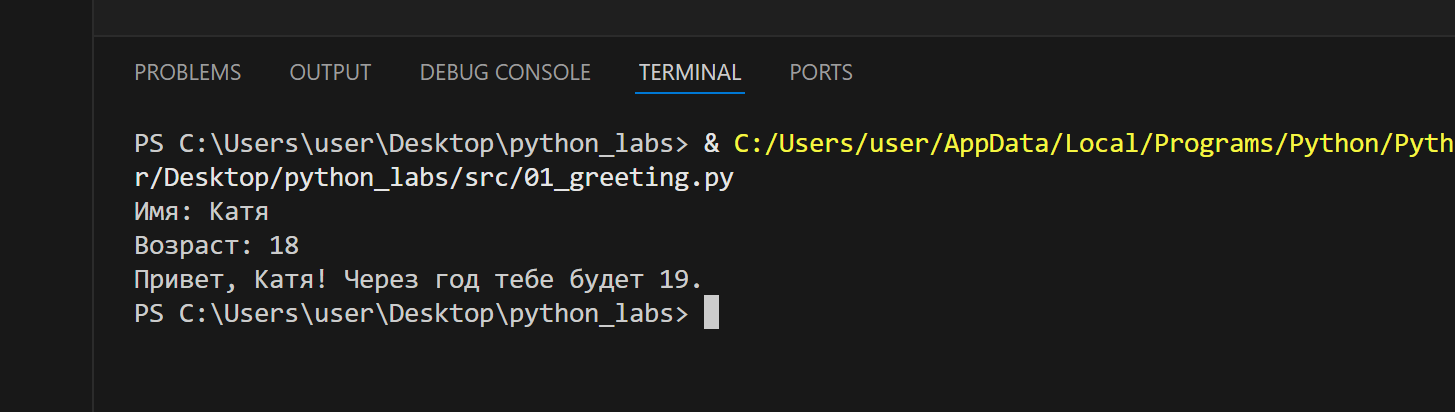 PROBLEMS OUTPUT DEBUG CONSOLE TERMINAL PORTS
PS C:\Users\user\Desktop\python_labs> & C:/Users/user/AppData/Local/Programs/Python/Pyth
r/Desktop/python_labs/src/01_greeting.py
Имя: Катя
Возраст: 18
Привет, Катя! Через год тебе будет 19.
PS C:\Users\user\Desktop\python_labs>